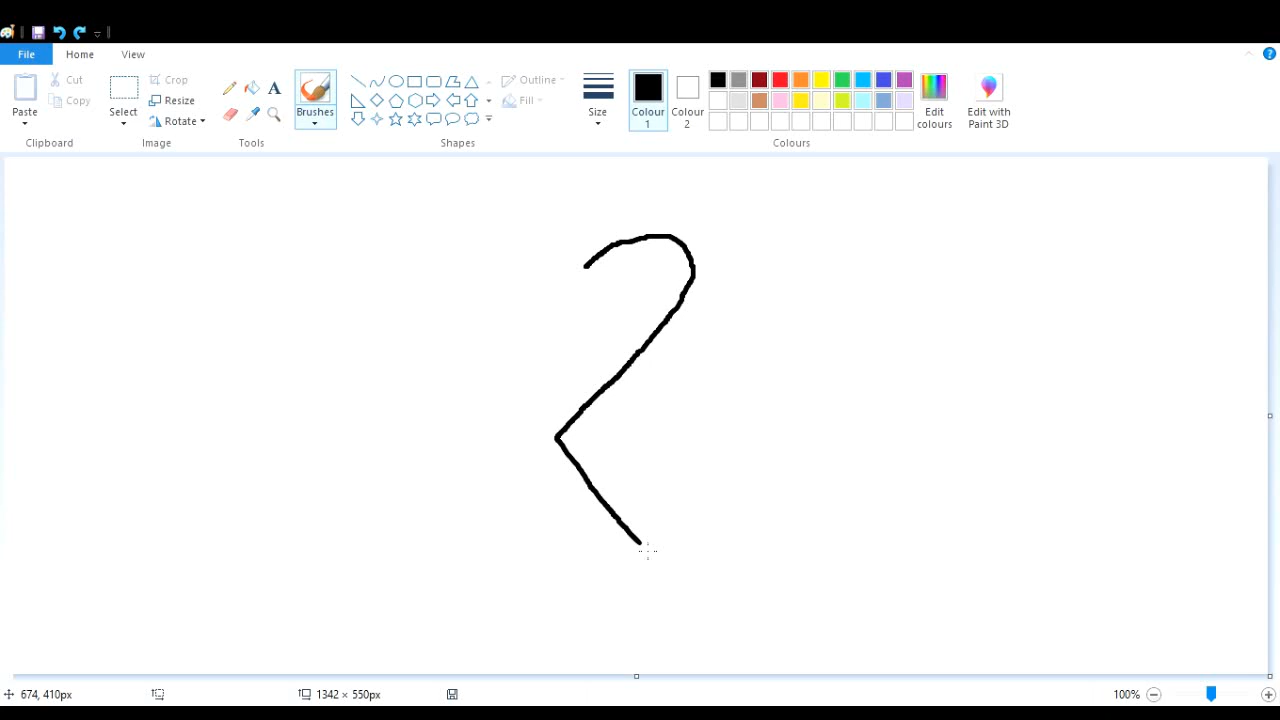 File Home View
Cut Crop Outline
Paste Copy Select Resize Brushes Fill Size Colour 1 Colour 2 Edit colours Edit with Paint 3D
Rotate
Clipboard Image Tools Shapes Colours
674, 410px 1342 × 550px 100%